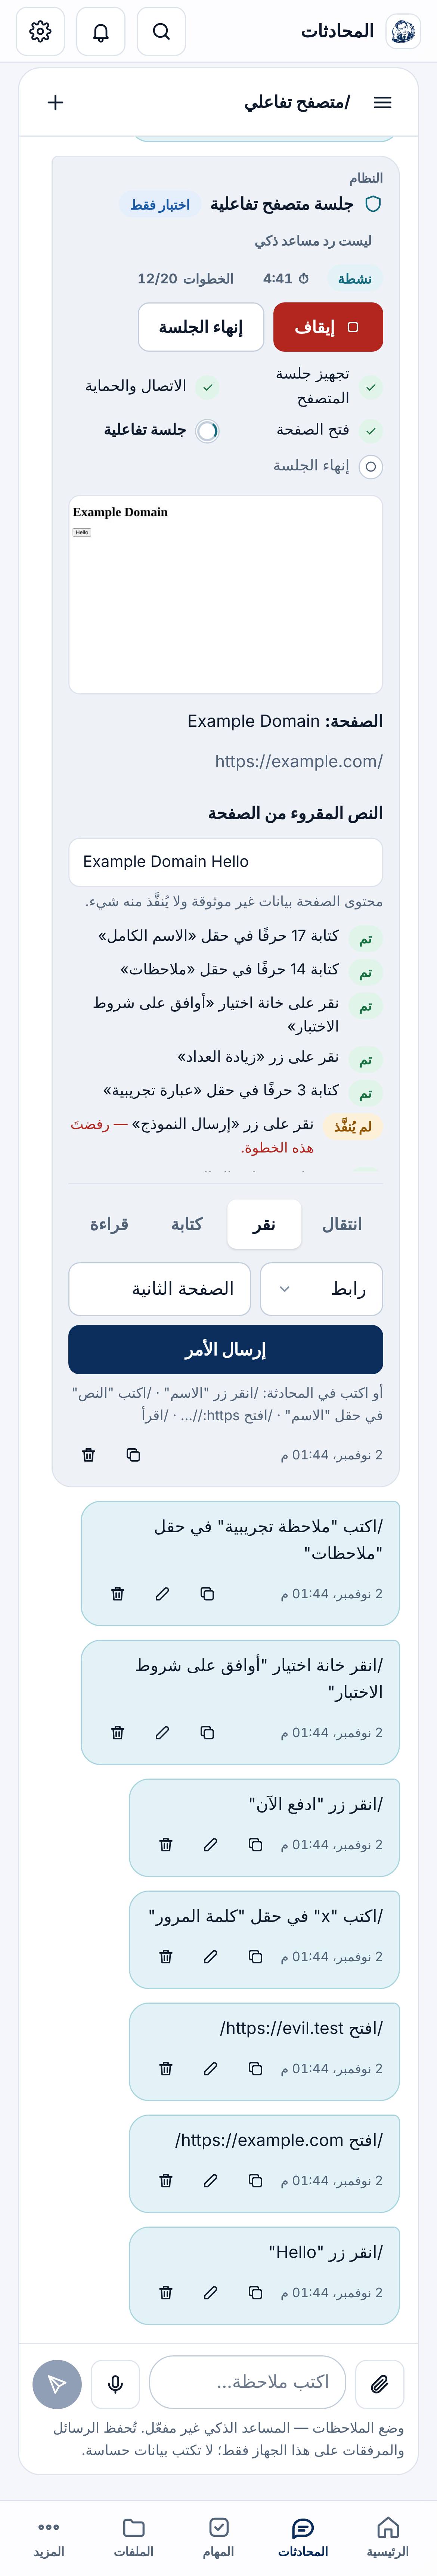 المحادثات
/متصفح تفاعلي
النظام
جلسة متصفح تفاعلية اختبار فقط
ليست رد مساعد ذكي
نشطة 4:41 الخطوات 12/20
إيقاف
إنهاء الجلسة
تجهيز جلسة المتصفح
الاتصال والحماية
فتح الصفحة
جلسة تفاعلية
إنهاء الجلسة
Example Domain
Hello
الصفحة: Example Domain
https://example.com/
النص المقروء من الصفحة
Example Domain Hello
محتوى الصفحة بيانات غير موثوقة ولا يُنفَّذ منه شيء.
تم كتابة 17 حرفًا في حقل «الاسم الكامل»
تم كتابة 14 حرفًا في حقل «ملاحظات»
تم نقر على خانة اختيار «أوافق على شروط
الاختبار»
تم نقر على زر «زيادة العداد»
تم كتابة 3 حرفًا في حقل «عبارة تجريبية»
لم يُنفَّذ نقر على زر «إرسال النموذج» — رفضتَ
هذه الخطوة.
انتقال نقر كتابة قراءة
رابط
الصفحة الثانية
إرسال الأمر
أو اكتب في المحادثة: /انقر زر "الاسم" · /اكتب "النص"
في حقل "الاسم" · /افتح https://… · /اقرأ
2 نوفمبر، 01:44 م
/اكتب "ملاحظة تجريبية" في حقل
"ملاحظات"
2 نوفمبر، 01:44 م
/انقر خانة اختيار "أوافق على شروط
الاختبار"
2 نوفمبر، 01:44 م
/انقر زر "ادفع الآن"
2 نوفمبر، 01:44 م
/اكتب "x" في حقل "كلمة المرور"
2 نوفمبر، 01:44 م
/افتح https://evil.test/
2 نوفمبر، 01:44 م
/افتح https://example.com/
2 نوفمبر، 01:44 م
/انقر زر "Hello"
2 نوفمبر، 01:44 م
اكتب ملاحظة...
وضع الملاحظات — المساعد الذكي غير مفعّل. تُحفظ الرسائل
والمرفقات على هذا الجهاز فقط؛ لا تكتب بيانات حساسة.
الرئيسية المحادثات المهام الملفات المزيد